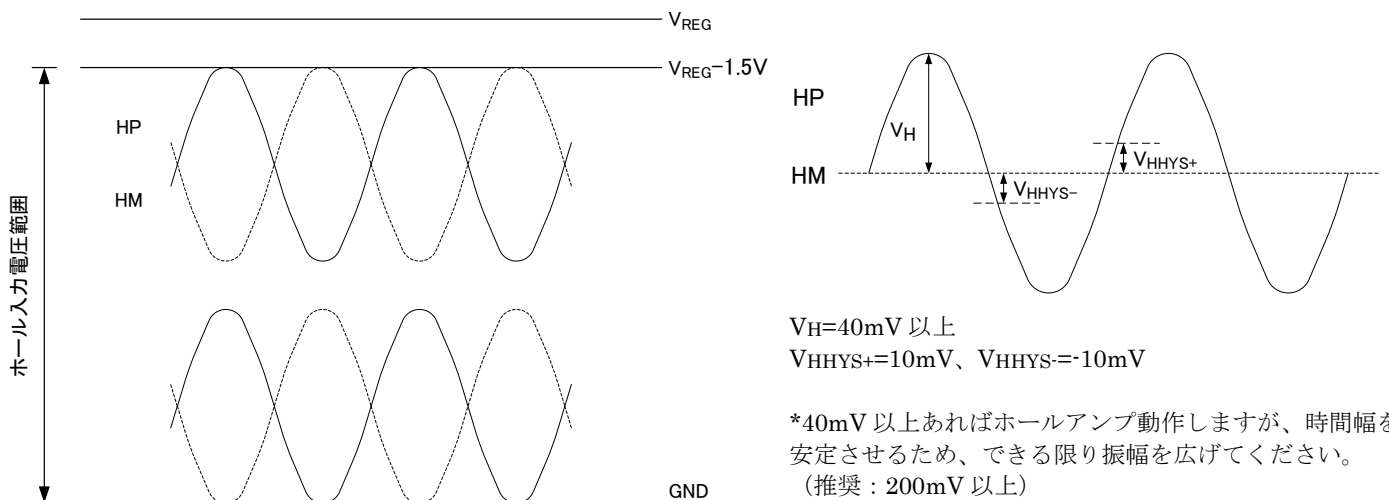 VREG
VREG-1.5V
HP
HM
ホール入力電圧範囲
GND
HP
HM
VH
VHHYS+
VHHYS-
VH=40mV 以上
VHHYS+=10mV、VHHYS-=-10mV
*40mV 以上あればホールアンプ動作しますが、時間幅を
安定させるため、できる限り振幅を広げてください。
（推奨：200mV 以上）